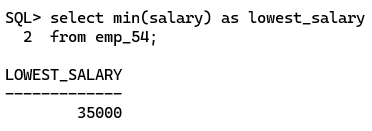 SQL> select min(salary) as lowest_salary
  2  from emp_54;
LOWEST_SALARY
-------------
        35000